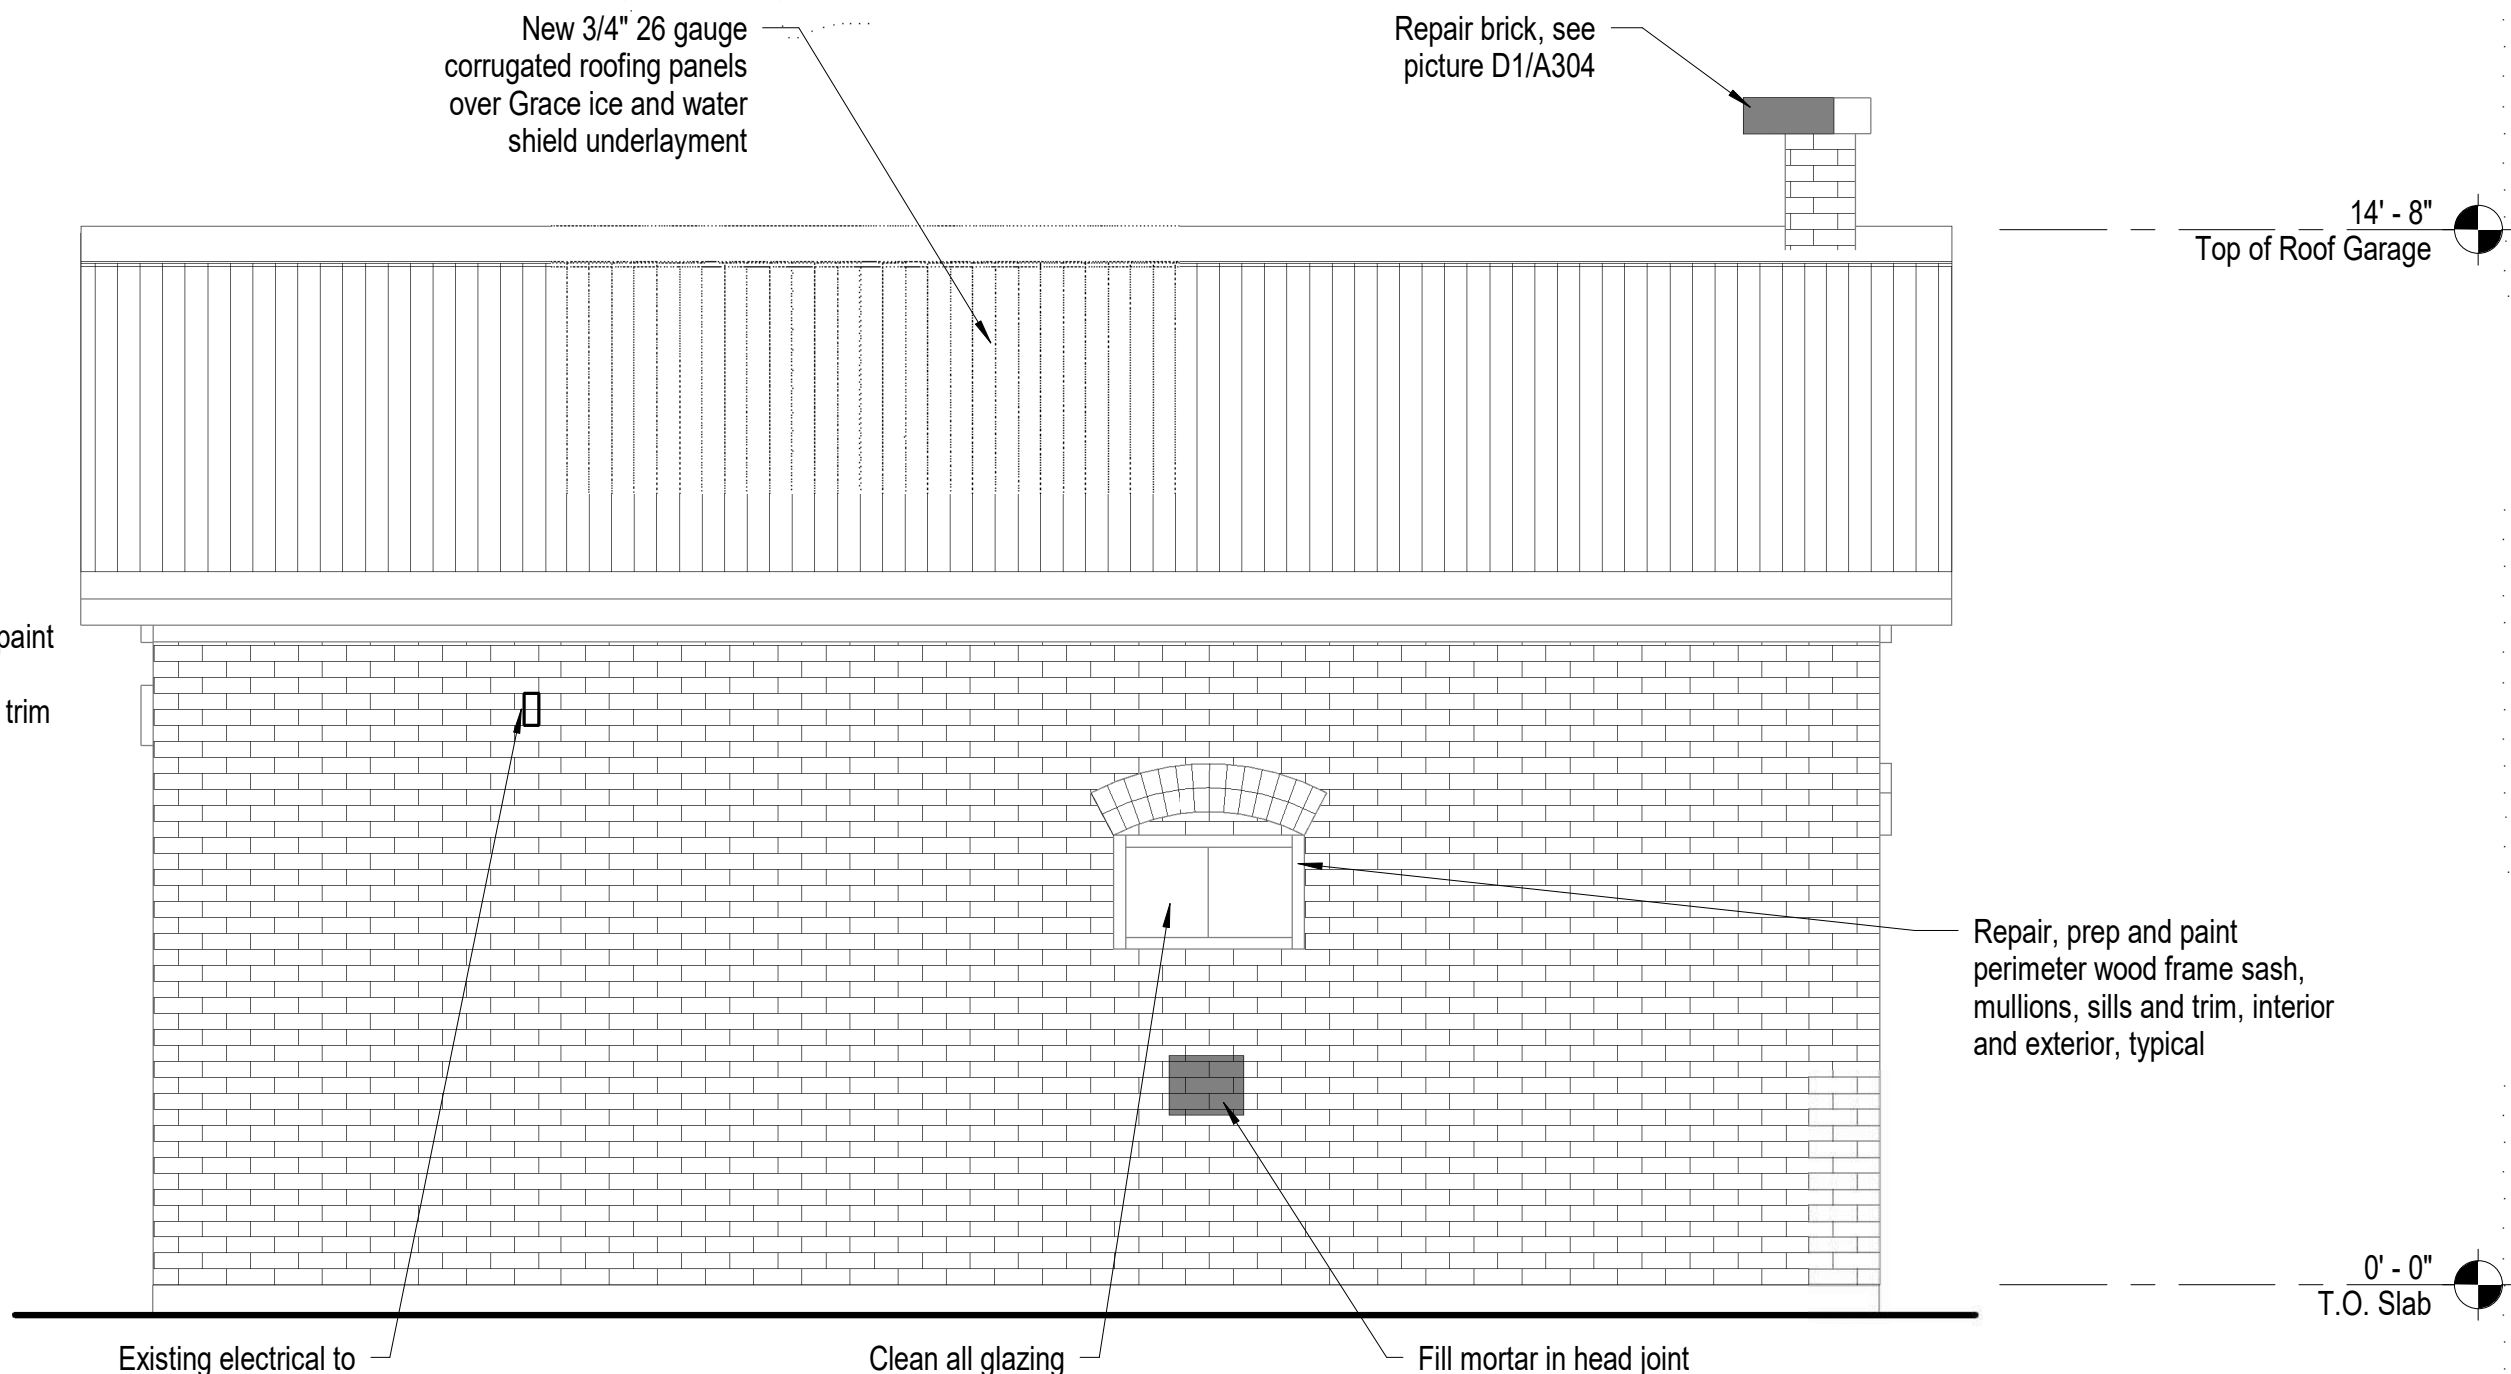 New 3/4" 26 gauge
corrugated roofing panels
over Grace ice and water
shield underlayment
Repair brick, see
picture D1/A304
14' - 8"
Top of Roof Garage
paint
trim
Repair, prep and paint
perimeter wood frame sash,
mullions, sills and trim, interior
and exterior, typical
0' - 0"
T.O. Slab
Existing electrical to
Clean all glazing
Fill mortar in head joint